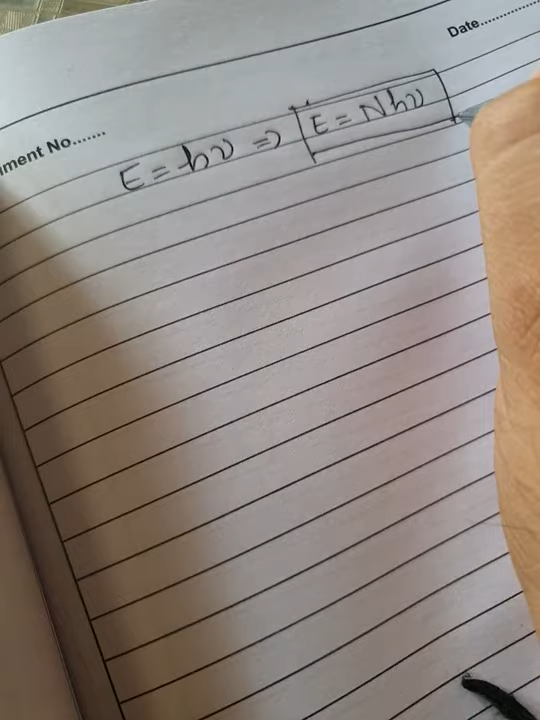 Date..............
ment No.......
E = hν ⇒ E = Nhν